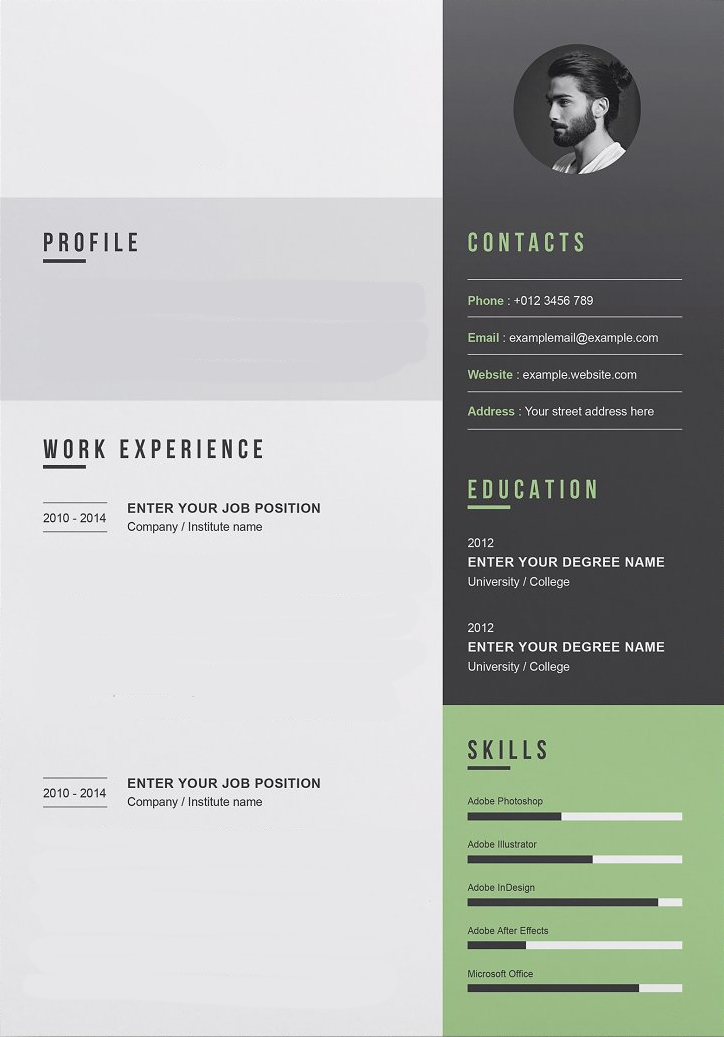 PROFILE
WORK EXPERIENCE
2010 - 2014
ENTER YOUR JOB POSITION
Company / Institute name
2010 - 2014
ENTER YOUR JOB POSITION
Company / Institute name
CONTACTS
Phone : +012 3456 789
Email : examplemail@example.com
Website : example.website.com
Address : Your street address here
EDUCATION
2012
ENTER YOUR DEGREE NAME
University / College
2012
ENTER YOUR DEGREE NAME
University / College
SKILLS
Adobe Photoshop
Adobe Illustrator
Adobe InDesign
Adobe After Effects
Microsoft Office